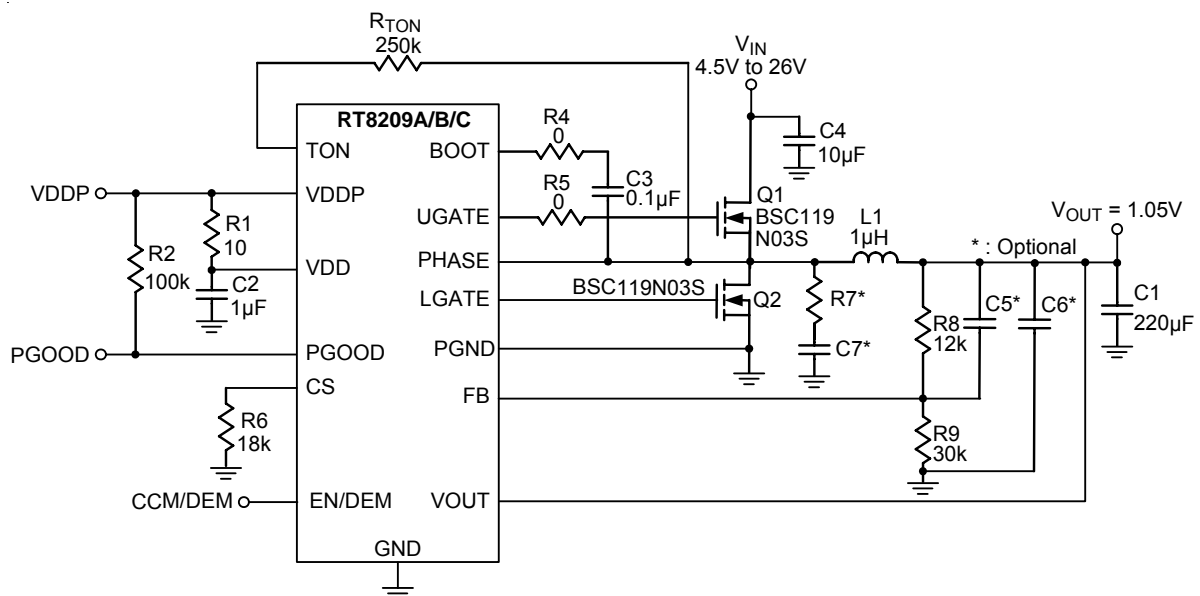 RTON
250k
VIN
4.5V to 26V
RT8209A/B/C
TON
BOOT
R4
0
C4
10µF
VDDP
VDDP
R5
0
C3
0.1µF
UGATE
Q1
BSC119
N03S
L1
1µH
VOUT = 1.05V
R1
10
R2
100k
* : Optional
VDD
PHASE
C2
1µF
LGATE
BSC119N03S
Q2
R7*
R8
12k
C5*
C6*
C1
220µF
PGOOD
PGOOD
PGND
C7*
CS
FB
R6
18k
R9
30k
CCM/DEM
EN/DEM
VOUT
GND